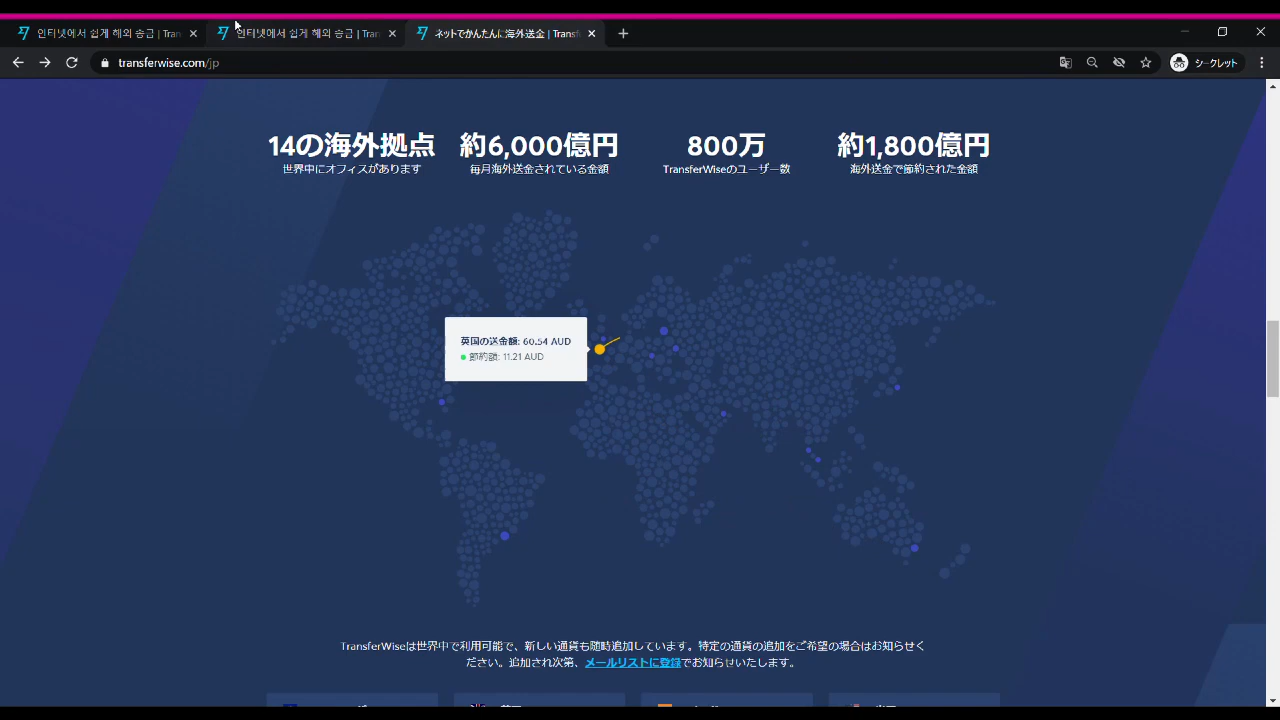 인터넷에서 쉽게 해외 송금 | Tran
인터넷에서 쉽게 해외 송금 | Tran
ネットでかんたんに海外送金 | Transf
transferwise.com/jp
シークレット
14の海外拠点
世界中にオフィスがあります
約6,000億円
毎月海外送金されている金額
800万
TransferWiseのユーザー数
約1,800億円
海外送金で節約された金額
英国の送金額: 60.54 AUD
節約額: 11.21 AUD
TransferWiseは世界中で利用可能で、新しい通貨も随時追加しています。特定の通貨の追加をご希望の場合はお知らせく
ださい。追加され次第、メールリストに登録でお知らせいたします。